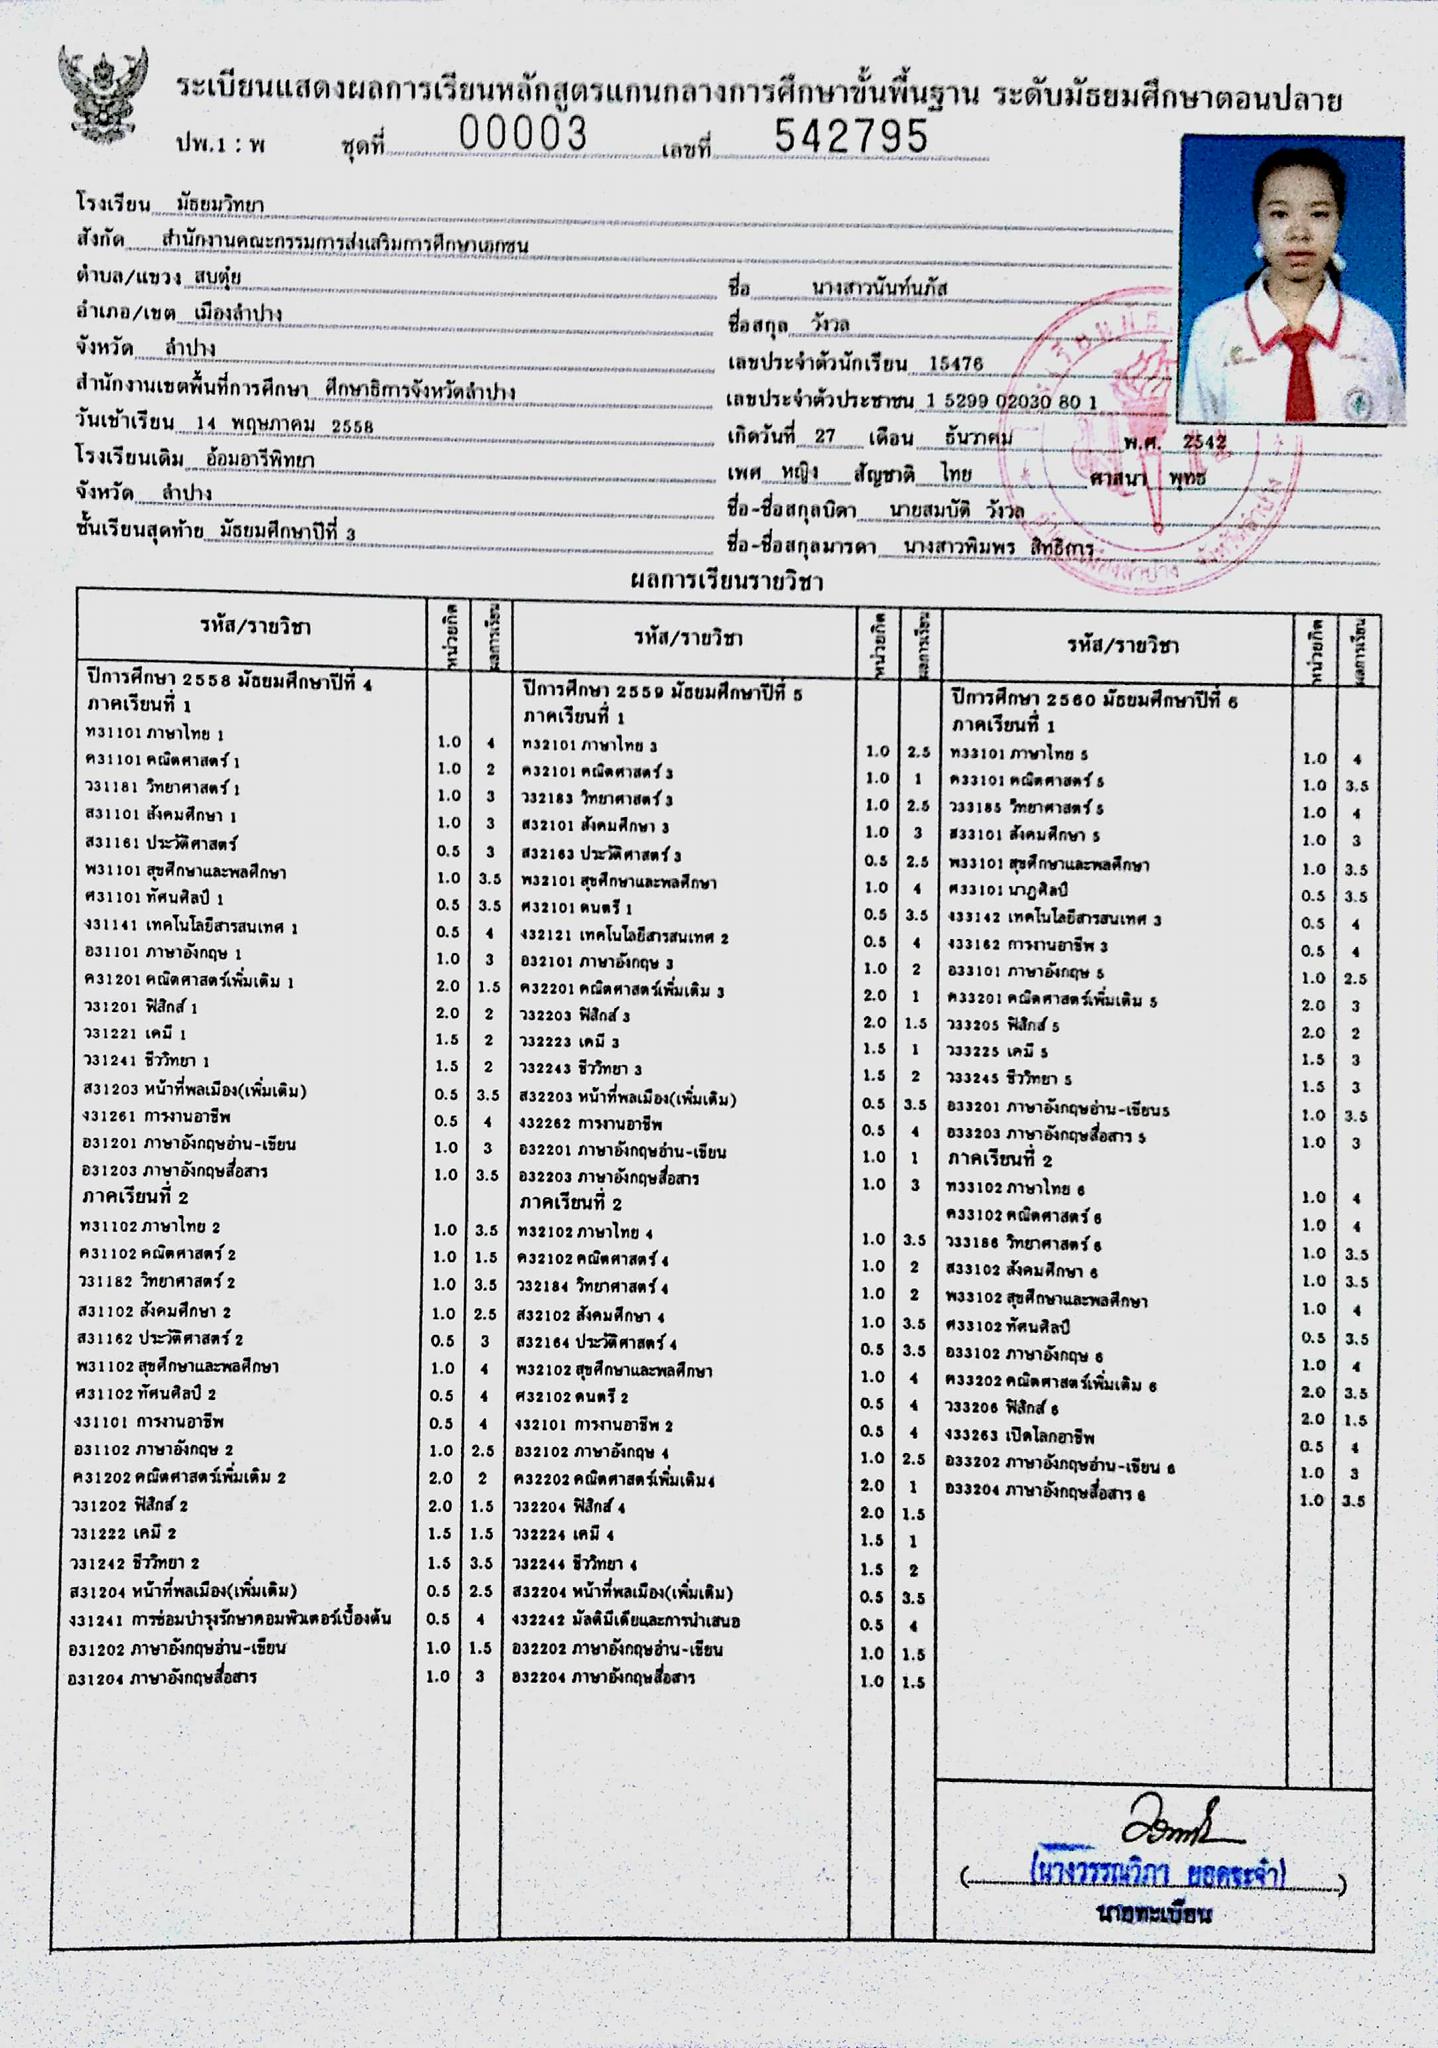 ระเบียนแสดงผลการเรียนหลักสูตรแกนกลางการศึกษาขั้นพื้นฐาน ระดับมัธยมศึกษาตอนปลาย
ปพ.1 : พ ชุดที่ 00003 เลขที่ 542795
โรงเรียน มัธยมวิทยา
สังกัด สำนักงานคณะกรรมการส่งเสริมการศึกษาเอกชน
ตำบล/แขวง สบตุ๋ย
อำเภอ/เขต เมืองลำปาง
จังหวัด ลำปาง
สำนักงานเขตพื้นที่การศึกษา ศึกษาธิการจังหวัดลำปาง
วันเข้าเรียน 14 พฤษภาคม 2558
โรงเรียนเดิม อ้อมอารีพิทยา
จังหวัด ลำปาง
ชั้นเรียนสุดท้าย มัธยมศึกษาปีที่ 3
ชื่อ นางสาวนันท์นภัส
ชื่อสกุล วังวล
เลขประจำตัวนักเรียน 15476
เลขประจำตัวประชาชน 1 5299 02030 80 1
เกิดวันที่ 27 เดือน ธันวาคม พ.ศ. 2542
เพศ หญิง สัญชาติ ไทย ศาสนา พุทธ
ชื่อ-ชื่อสกุลบิดา นายสมบัติ วังวล
ชื่อ-ชื่อสกุลมารดา นางสาวพิมพร สิทธิการ
ผลการเรียนรายวิชา
รหัส/รายวิชา หน่วยกิต ผลการเรียน
ปีการศึกษา 2558 มัธยมศึกษาปีที่ 4
ภาคเรียนที่ 1
ท31101 ภาษาไทย 1 1.0 4
ค31101 คณิตศาสตร์ 1 1.0 2
ว31181 วิทยาศาสตร์ 1 1.0 3
ส31101 สังคมศึกษา 1 1.0 3
ส31161 ประวัติศาสตร์ 0.5 3
พ31101 สุขศึกษาและพลศึกษา 1.0 3.5
ศ31101 ทัศนศิลป์ 1 0.5 3.5
ง31141 เทคโนโลยีสารสนเทศ 1 0.5 4
อ31101 ภาษาอังกฤษ 1 1.0 3
ค31201 คณิตศาสตร์เพิ่มเติม 1 2.0 1.5
ว31201 ฟิสิกส์ 1 2.0 2
ว31221 เคมี 1 1.5 2
ว31241 ชีววิทยา 1 1.5 2
ส31203 หน้าที่พลเมือง(เพิ่มเติม) 0.5 3.5
ง31261 การงานอาชีพ 0.5 4
อ31201 ภาษาอังกฤษอ่าน-เขียน 1.0 3
อ31203 ภาษาอังกฤษสื่อสาร 1.0 3.5
ภาคเรียนที่ 2
ท31102 ภาษาไทย 2 1.0 3.5
ค31102 คณิตศาสตร์ 2 1.0 1.5
ว31182 วิทยาศาสตร์ 2 1.0 3.5
ส31102 สังคมศึกษา 2 1.0 2.5
ส31162 ประวัติศาสตร์ 2 0.5 3
พ31102 สุขศึกษาและพลศึกษา 1.0 4
ศ31102 ทัศนศิลป์ 2 0.5 4
ง31101 การงานอาชีพ 0.5 4
อ31102 ภาษาอังกฤษ 2 1.0 2.5
ค31202 คณิตศาสตร์เพิ่มเติม 2 2.0 2
ว31202 ฟิสิกส์ 2 2.0 1.5
ว31222 เคมี 2 1.5 1.5
ว31242 ชีววิทยา 2 1.5 3.5
ส31204 หน้าที่พลเมือง(เพิ่มเติม) 0.5 2.5
ง31241 การซ่อมบำรุงรักษาคอมพิวเตอร์เบื้องต้น 0.5 4
อ31202 ภาษาอังกฤษอ่าน-เขียน 1.0 1.5
อ31204 ภาษาอังกฤษสื่อสาร 1.0 3
รหัส/รายวิชา หน่วยกิต ผลการเรียน
ปีการศึกษา 2559 มัธยมศึกษาปีที่ 5
ภาคเรียนที่ 1
ท32101 ภาษาไทย 3 1.0 2.5
ค32101 คณิตศาสตร์ 3 1.0 1
ว32183 วิทยาศาสตร์ 3 1.0 2.5
ส32101 สังคมศึกษา 3 1.0 3
ส32163 ประวัติศาสตร์ 3 0.5 2.5
พ32101 สุขศึกษาและพลศึกษา 1.0 4
ศ32101 ดนตรี 1 0.5 3.5
ง32121 เทคโนโลยีสารสนเทศ 2 0.5 4
อ32101 ภาษาอังกฤษ 3 1.0 2
ค32201 คณิตศาสตร์เพิ่มเติม 3 2.0 1
ว32203 ฟิสิกส์ 3 2.0 1.5
ว32223 เคมี 3 1.5 1
ว32243 ชีววิทยา 3 1.5 2
ส32203 หน้าที่พลเมือง(เพิ่มเติม) 0.5 3.5
ง32262 การงานอาชีพ 0.5 4
อ32201 ภาษาอังกฤษอ่าน-เขียน 1.0 1
อ32203 ภาษาอังกฤษสื่อสาร 1.0 3
ภาคเรียนที่ 2
ท32102 ภาษาไทย 4 1.0 3.5
ค32102 คณิตศาสตร์ 4 1.0 2
ว32184 วิทยาศาสตร์ 4 1.0 2
ส32102 สังคมศึกษา 4 1.0 3.5
ส32164 ประวัติศาสตร์ 4 0.5 3.5
พ32102 สุขศึกษาและพลศึกษา 1.0 4
ศ32102 ดนตรี 2 0.5 4
ง32101 การงานอาชีพ 2 0.5 4
อ32102 ภาษาอังกฤษ 4 1.0 2.5
ค32202 คณิตศาสตร์เพิ่มเติม4 2.0 1
ว32204 ฟิสิกส์ 4 2.0 1.5
ว32224 เคมี 4 1.5 1
ว32244 ชีววิทยา 4 1.5 2
ส32204 หน้าที่พลเมือง(เพิ่มเติม) 0.5 3.5
ง32242 มัลติมีเดียและการนำเสนอ 0.5 4
อ32202 ภาษาอังกฤษอ่าน-เขียน 1.0 1.5
อ32204 ภาษาอังกฤษสื่อสาร 1.0 1.5
รหัส/รายวิชา หน่วยกิต ผลการเรียน
ปีการศึกษา 2560 มัธยมศึกษาปีที่ 6
ภาคเรียนที่ 1
ท33101 ภาษาไทย 5 1.0 4
ค33101 คณิตศาสตร์ 5 1.0 3.5
ว33185 วิทยาศาสตร์ 5 1.0 4
ส33101 สังคมศึกษา 5 1.0 3
พ33101 สุขศึกษาและพลศึกษา 1.0 3.5
ศ33101 นาฏศิลป์ 0.5 3.5
ง33142 เทคโนโลยีสารสนเทศ 3 0.5 4
ง33162 การงานอาชีพ 3 0.5 4
อ33101 ภาษาอังกฤษ 5 1.0 2.5
ค33201 คณิตศาสตร์เพิ่มเติม 5 2.0 3
ว33205 ฟิสิกส์ 5 2.0 2
ว33225 เคมี 5 1.5 3
ว33245 ชีววิทยา 5 1.5 3
อ33201 ภาษาอังกฤษอ่าน-เขียน5 1.0 3.5
อ33203 ภาษาอังกฤษสื่อสาร 5 1.0 3
ภาคเรียนที่ 2
ท33102 ภาษาไทย 6 1.0 4
ค33102 คณิตศาสตร์ 6 1.0 4
ว33186 วิทยาศาสตร์ 6 1.0 3.5
ส33102 สังคมศึกษา 6 1.0 3.5
พ33102 สุขศึกษาและพลศึกษา 1.0 4
ศ33102 ทัศนศิลป์ 0.5 3.5
อ33102 ภาษาอังกฤษ 6 1.0 4
ค33202 คณิตศาสตร์เพิ่มเติม 6 2.0 3.5
ว33206 ฟิสิกส์ 6 2.0 1.5
ง33263 เปิดโลกอาชีพ 0.5 4
อ33202 ภาษาอังกฤษอ่าน-เขียน 6 1.0 3
อ33204 ภาษาอังกฤษสื่อสาร 6 1.0 3.5
(นางวรรณวิภา ยอดระจำ)
นายทะเบียน